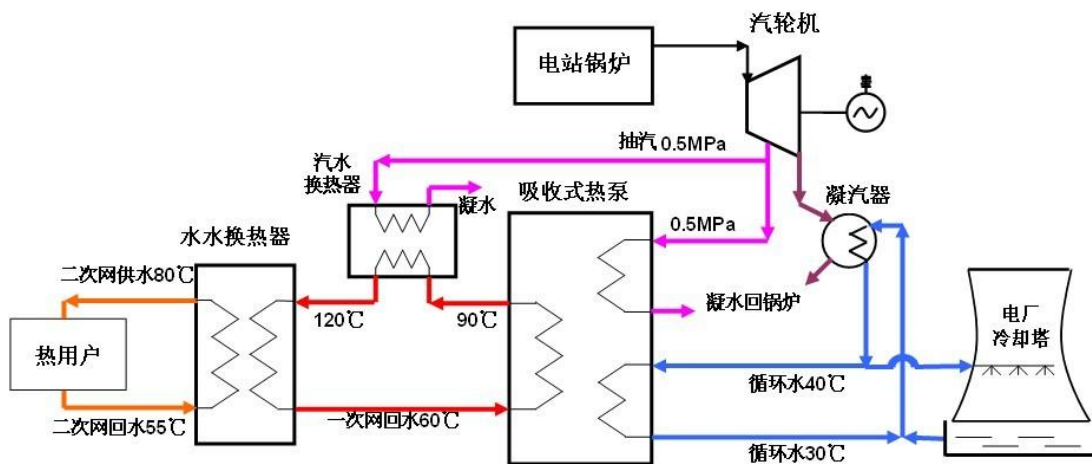 汽轮机
电站锅炉
抽汽 0.5MPa
汽水
换热器
凝水
吸收式热泵
凝汽器
0.5MPa
水水换热器
二次网供水80℃
120℃
90℃
凝水回锅炉
电厂
冷却塔
热用户
循环水40℃
二次网回水55℃
一次网回水60℃
循环水30℃